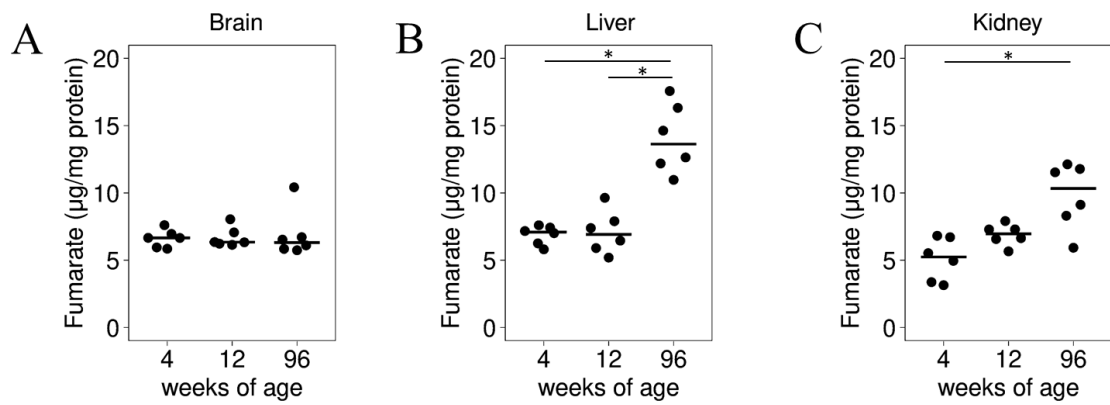 A
Brain
Fumarate (µg/mg protein)
20
15
10
5
0
4 12 96
weeks of age
B
Liver
Fumarate (µg/mg protein)
20
15
10
5
0
* 
*
4 12 96
weeks of age
C
Kidney
Fumarate (µg/mg protein)
20
15
10
5
0
*
4 12 96
weeks of age